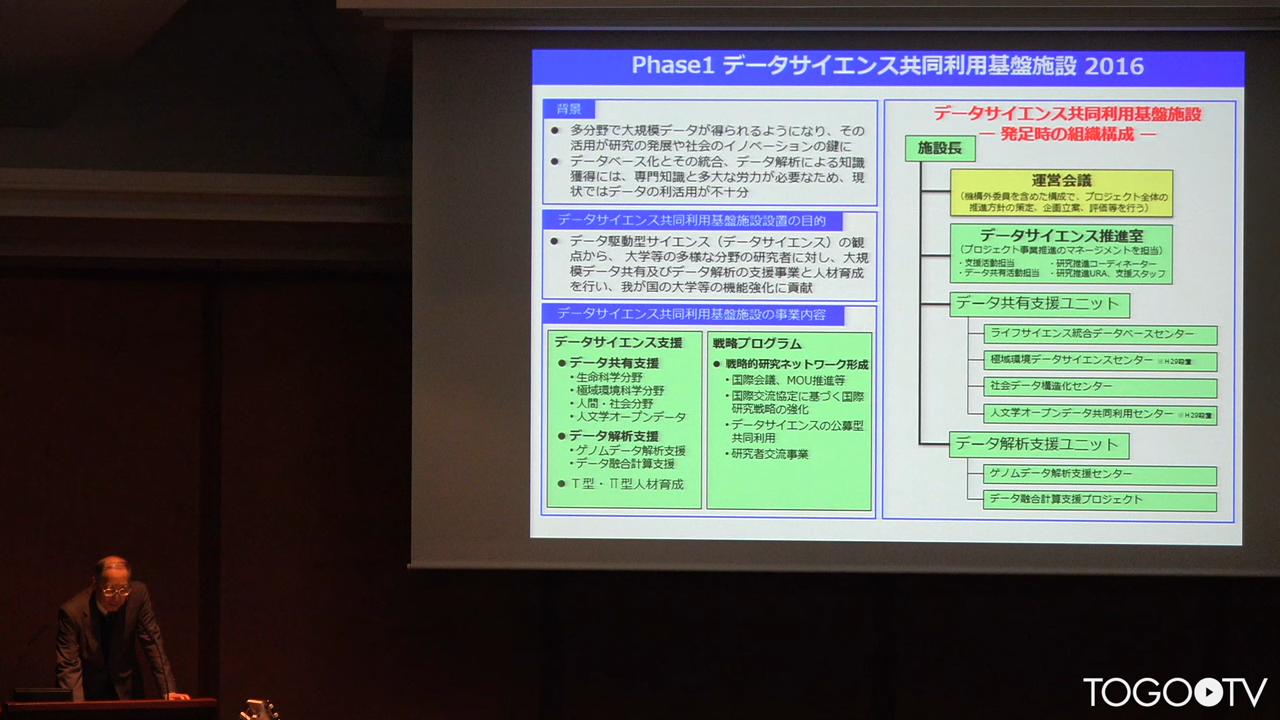 Phase1 データサイエンス共同利用基盤施設 2016
背景
● 多分野で大規模データが得られるようになり、その
活用が研究の発展や社会のイノベーションの鍵に
● データベース化とその統合、データ解析による知識
獲得には、専門知識と多大な労力が必要なため、現
状ではデータの利活用が不十分
データサイエンス共同利用基盤施設設置の目的
● データ駆動型サイエンス（データサイエンス）の観
点から、 大学等の多様な分野の研究者に対し、大規
模データ共有及びデータ解析の支援事業と人材育成
を行い、我が国の大学等の機能強化に貢献
データサイエンス共同利用基盤施設の事業内容
データサイエンス支援
● データ共有支援
・生命科学分野
・極域環境科学分野
・人間・社会分野
・人文学オープンデータ
● データ解析支援
・ゲノムデータ解析支援
・データ融合計算支援
● T型・Π型人材育成
戦略プログラム
● 戦略的研究ネットワーク形成
・国際会議、MOU推進等
・国際交流協定に基づく国際
研究戦略の強化
・データサイエンスの公募型
共同利用
・研究者交流事業
データサイエンス共同利用基盤施設
― 発足時の組織構成 ―
施設長
運営会議
（機構外委員を含めた構成で、プロジェクト全体の
推進方針の策定、企画立案、評価等を行う）
データサイエンス推進室
（プロジェクト事業推進のマネージメントを担当）
・支援活動担当 ・研究推進コーディネーター
・データ共有活動担当 ・研究推進URA、支援スタッフ
データ共有支援ユニット
ライフサイエンス統合データベースセンター
極域環境データサイエンスセンター ※H29設置
社会データ構造化センター
人文学オープンデータ共同利用センター ※H29設置
データ解析支援ユニット
ゲノムデータ解析支援センター
データ融合計算支援プロジェクト
TOGO TV